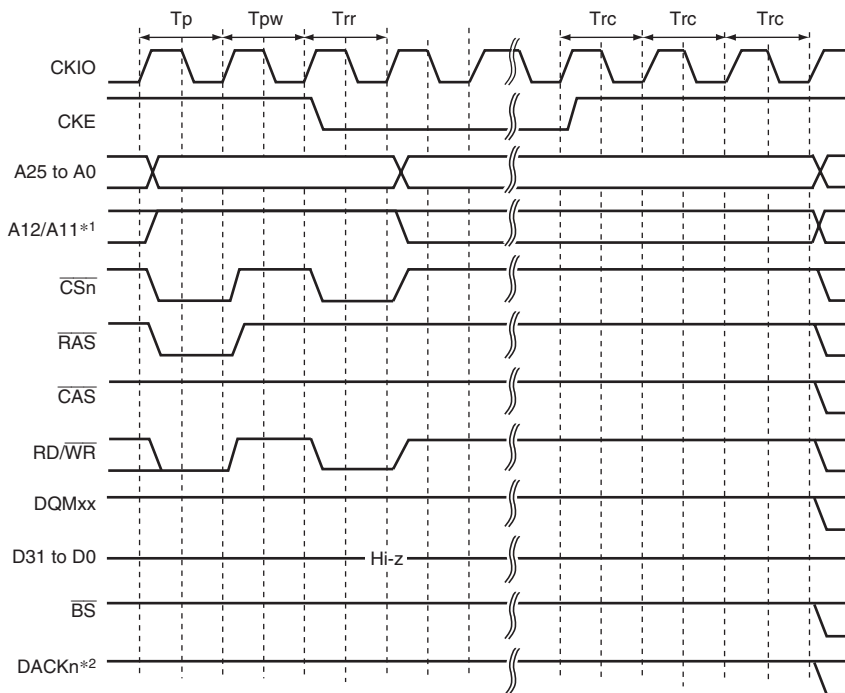 Tp Tpw Trr Trc Trc Trc
CKIO
CKE
A25 to A0
A12/A11*1
CSn
RAS
CAS
RD/WR
DQMxx
D31 to D0 Hi-z
BS
DACKn*2